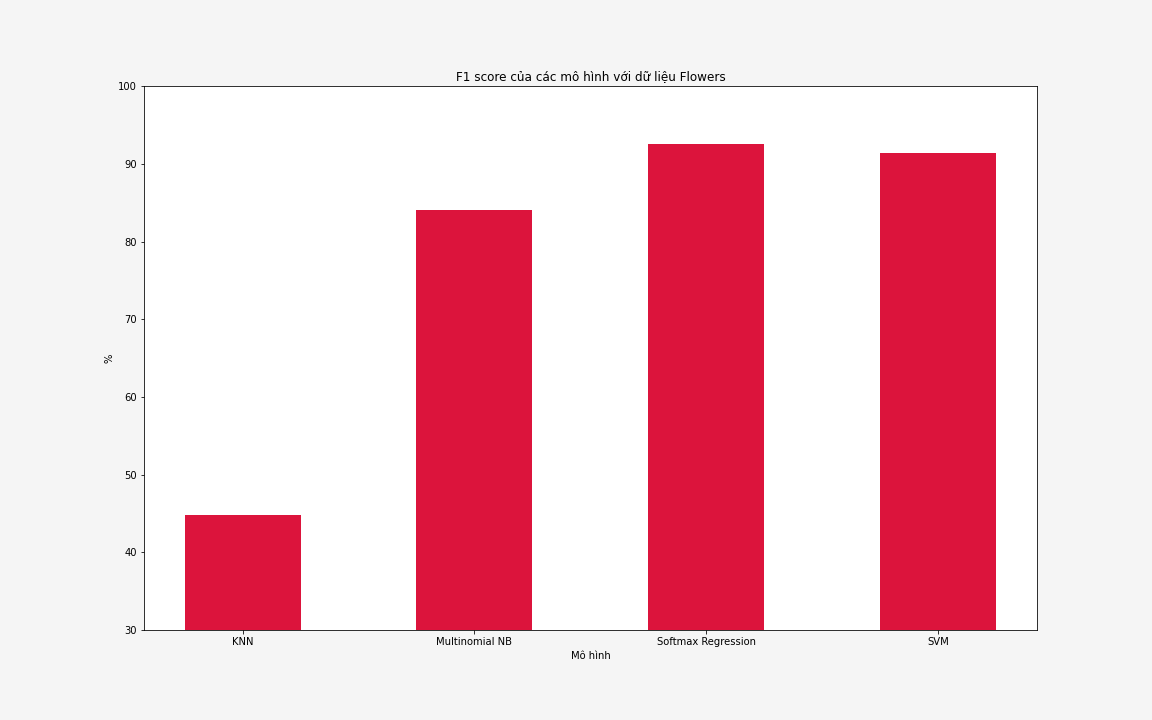 F1 score của các mô hình với dữ liệu Flowers
100
90
80
70
60
50
40
30
%
KNN
Multinomial NB
Softmax Regression
SVM
Mô hình